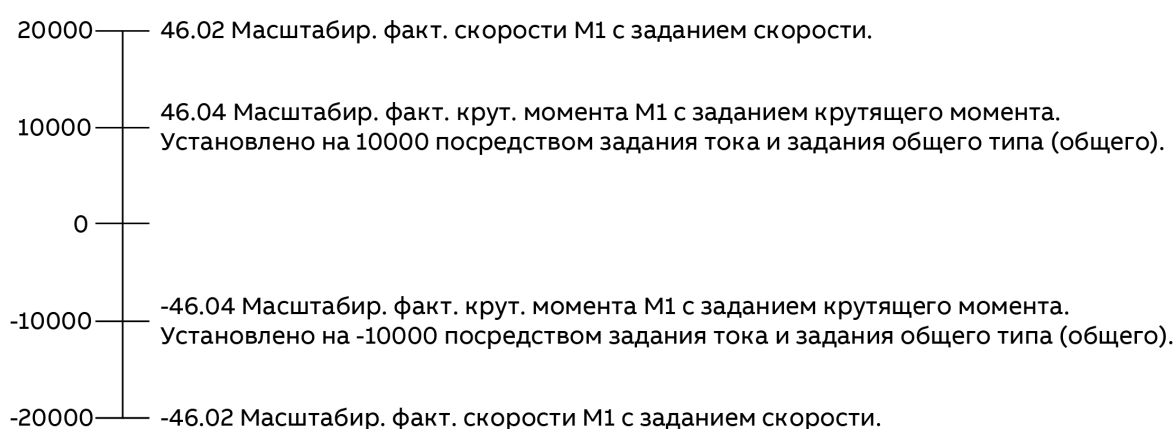 20000 46.02 Масштабир. факт. скорости M1 с заданием скорости.
46.04 Масштабир. факт. крут. момента M1 с заданием крутящего момента.
10000
Установлено на 10000 посредством задания тока и задания общего типа (общего).
0
-46.04 Масштабир. факт. крут. момента M1 с заданием крутящего момента.
-10000
Установлено на -10000 посредством задания тока и задания общего типа (общего).
-20000 -46.02 Масштабир. факт. скорости M1 с заданием скорости.